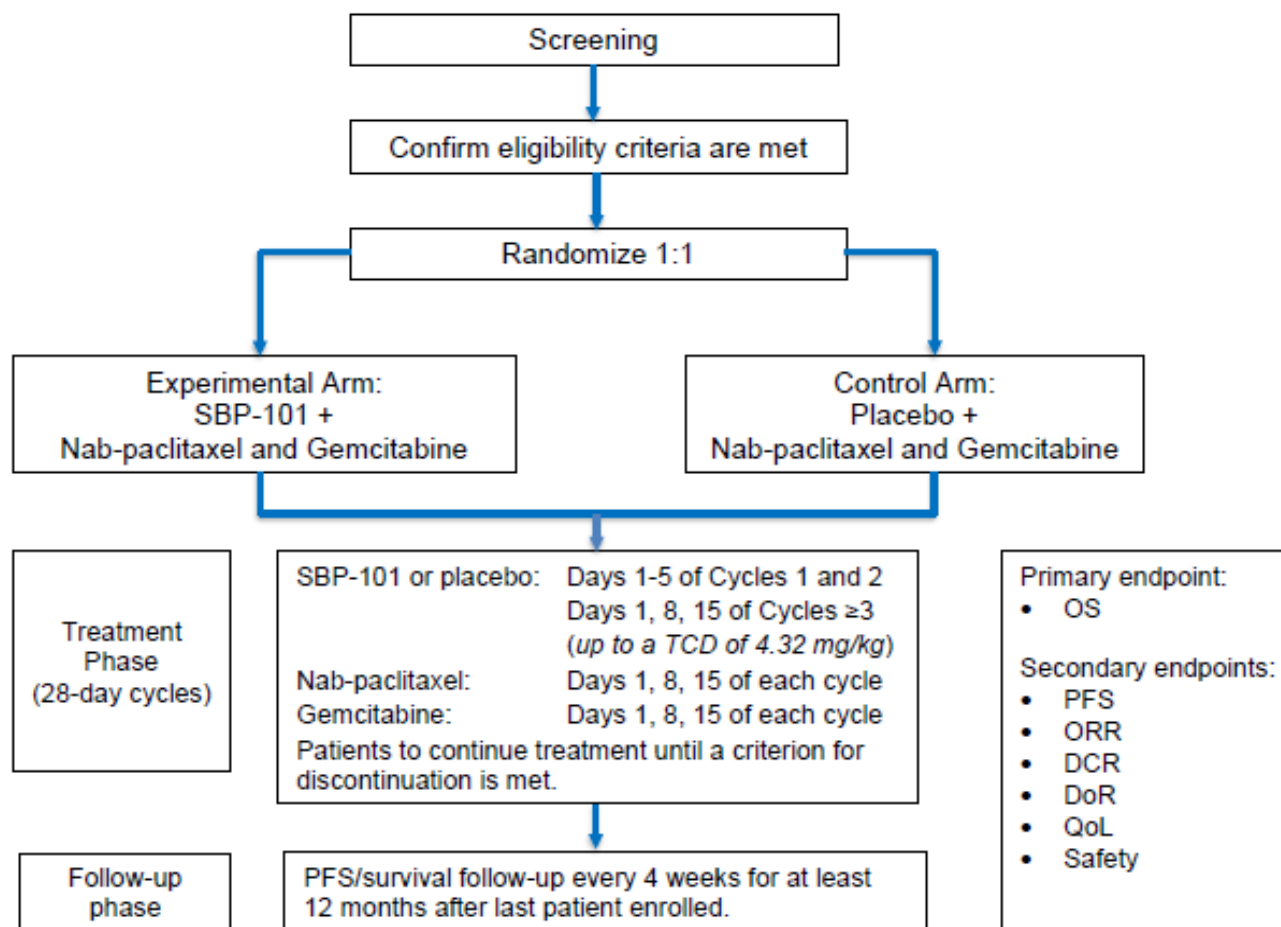 Screening
Confirm eligibility criteria are met
Randomize 1:1
Experimental Arm:
SBP-101 +
Nab-paclitaxel and Gemcitabine
Control Arm:
Placebo +
Nab-paclitaxel and Gemcitabine
Treatment
Phase
(28-day cycles)
SBP-101 or placebo: Days 1-5 of Cycles 1 and 2
Days 1, 8, 15 of Cycles ≥3
(up to a TCD of 4.32 mg/kg)
Nab-paclitaxel: Days 1, 8, 15 of each cycle
Gemcitabine: Days 1, 8, 15 of each cycle
Patients to continue treatment until a criterion for
discontinuation is met.
Primary endpoint:
• OS
Secondary endpoints:
• PFS
• ORR
• DCR
• DoR
• QoL
• Safety
Follow-up
phase
PFS/survival follow-up every 4 weeks for at least
12 months after last patient enrolled.